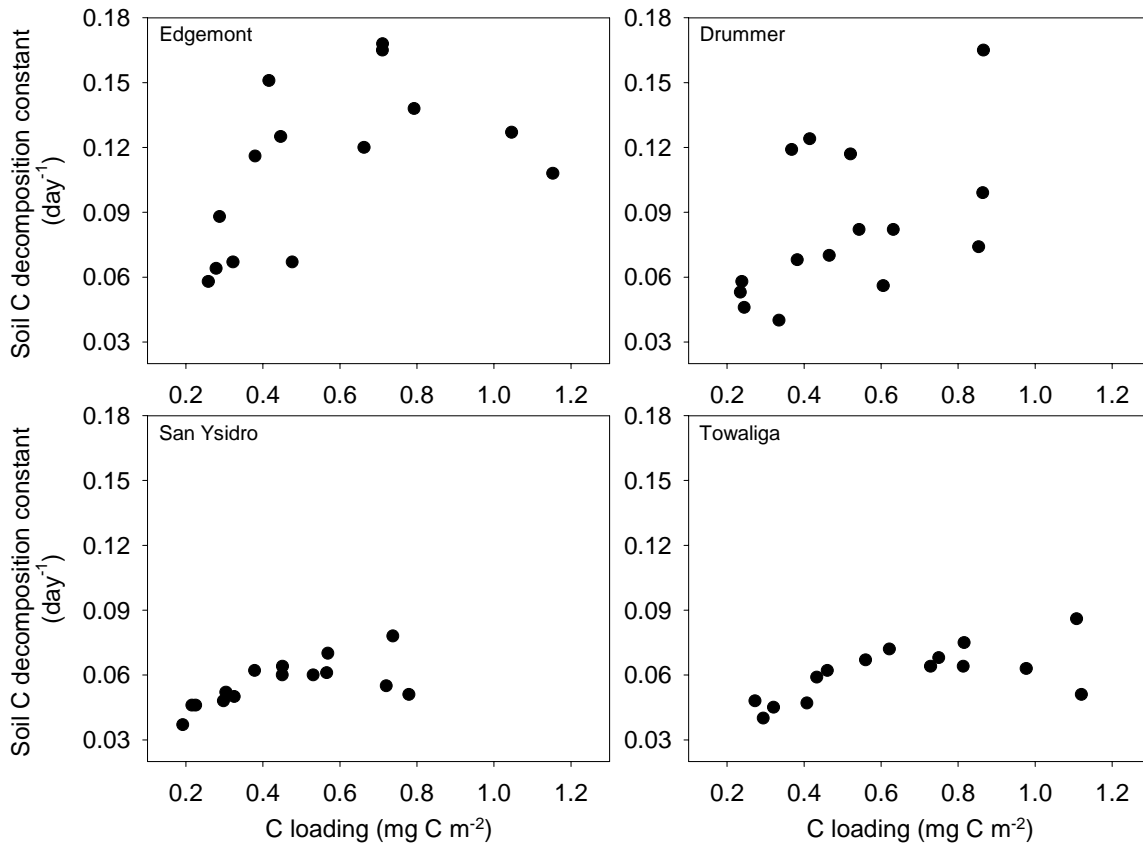 Edgemont
Drummer
0.18
0.15
0.12
0.09
0.06
0.03
Soil C decomposition constant
(day⁻¹)
0.2 0.4 0.6 0.8 1.0 1.2
0.18
0.15
0.12
0.09
0.06
0.03
0.2 0.4 0.6 0.8 1.0 1.2
San Ysidro
Towaliga
0.18
0.15
0.12
0.09
0.06
0.03
Soil C decomposition constant
(day⁻¹)
0.2 0.4 0.6 0.8 1.0 1.2
C loading (mg C m⁻²)
0.18
0.15
0.12
0.09
0.06
0.03
0.2 0.4 0.6 0.8 1.0 1.2
C loading (mg C m⁻²)